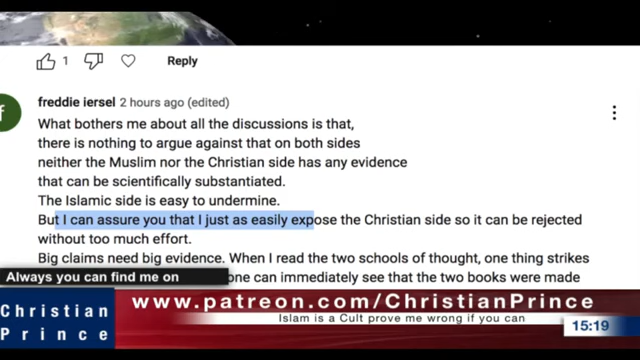 1 Reply
f freddie iersel 2 hours ago (edited)
What bothers me about all the discussions is that,
there is nothing to argue against that on both sides
neither the Muslim nor the Christian side has any evidence
that can be scientifically substantiated.
The Islamic side is easy to undermine.
But I can assure you that I just as easily expose the Christian side so it can be rejected
without too much effort.
Big claims need big evidence. When I read the two schools of thought, one thing strikes
one can immediately see that the two books were made
Always you can find me on
Christian
Prince
www.patreon.com/ChristianPrince
Islam is a Cult prove me wrong if you can
15:19